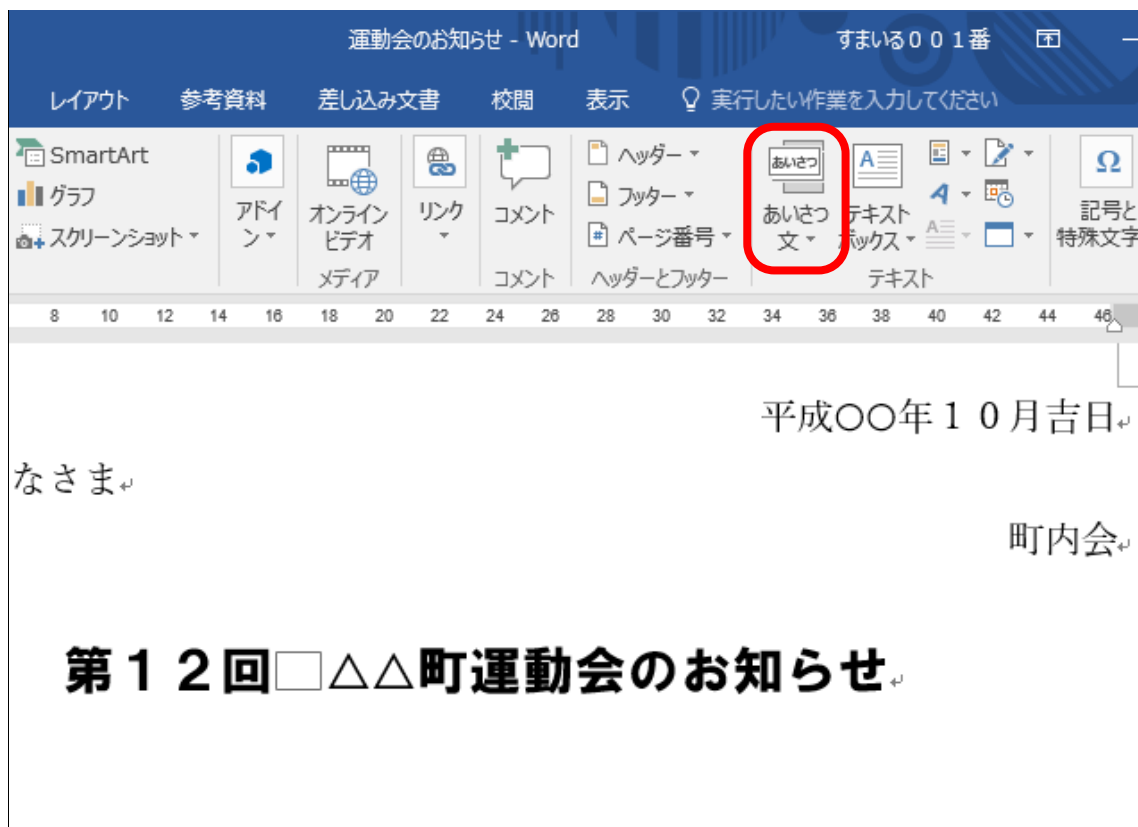 運動会のお知らせ - Word すまいる００１番
レイアウト 参考資料 差し込み文書 校閲 表示 実行したい作業を入力してください
SmartArt
グラフ
スクリーンショット
アドイ
ン
オンライン
ビデオ
メディア
リンク
コメント
コメント
ヘッダー
フッター
ページ番号
ヘッダーとフッター
あいさつ
あいさつ
文
テキスト
ボックス
テキスト
記号と
特殊文字
8 10 12 14 16 18 20 22 24 26 28 30 32 34 36 38 40 42 44 46
平成〇〇年１０月吉日
なさま
町内会
第１２回□△△町運動会のお知らせ